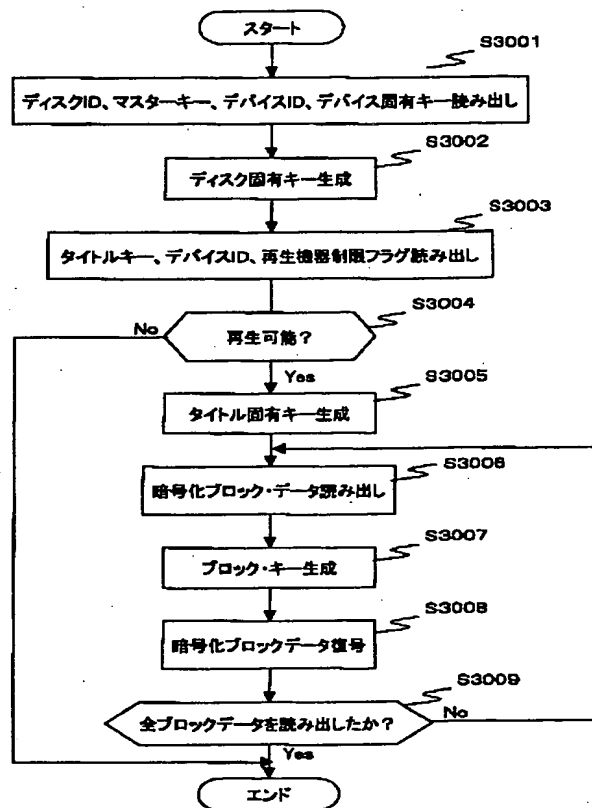 スタート
S3001
ディスクID、マスターキー、デバイスID、デバイス固有キー読み出し
S3002
ディスク固有キー生成
S3003
タイトルキー、デバイスID、再生機器制限フラグ読み出し
S3004
No
再生可能?
Yes
S3005
タイトル固有キー生成
S3006
暗号化ブロック・データ読み出し
S3007
ブロック・キー生成
S3008
暗号化ブロックデータ復号
S3009
全ブロックデータを読み出したか?
No
Yes
エンド